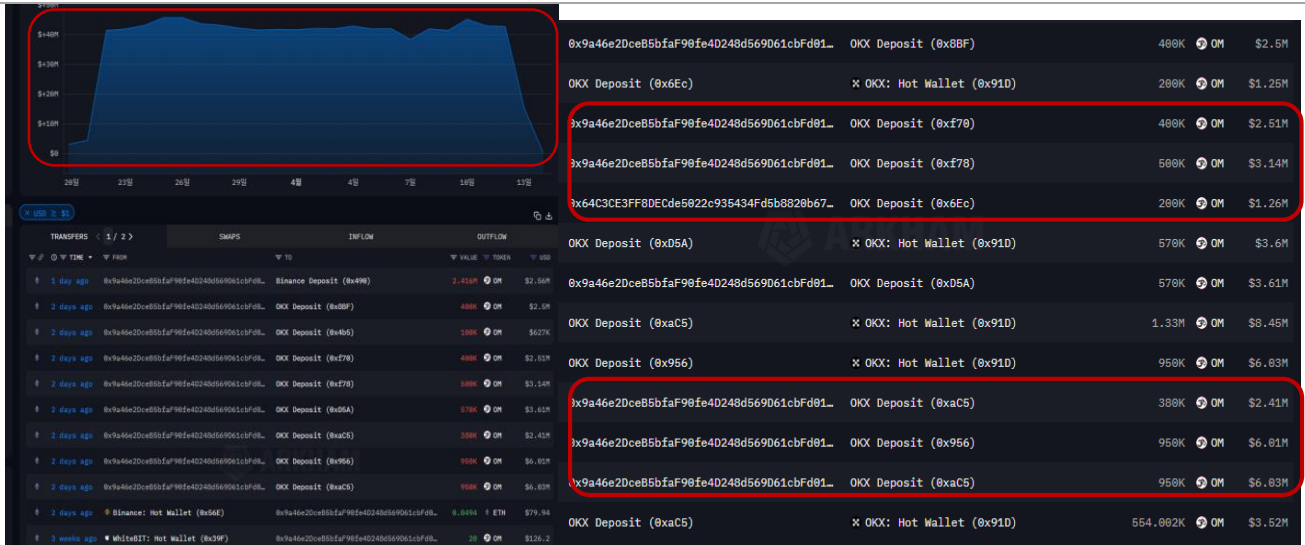 $+50M
$+40M
$+30M
$+20M
$+10M
$0
20일 23일 26일 29일 4월 4일 7일 10일 13일
× USD ≥ $1
TRANSFERS < 1 / 2 > SWAPS INFLOW OUTFLOW
TIME FROM TO VALUE TOKEN USD
1 day ago 0x9a46e2DceB5bfaF90fe4D248d569D61cbFd0… Binance Deposit (0x490) 2.416M OM $2.56M
2 days ago 0x9a46e2DceB5bfaF90fe4D248d569D61cbFd0… OKX Deposit (0x8BF) 400K OM $2.5M
2 days ago 0x9a46e2DceB5bfaF90fe4D248d569D61cbFd0… OKX Deposit (0x4b5) 100K OM $627K
2 days ago 0x9a46e2DceB5bfaF90fe4D248d569D61cbFd0… OKX Deposit (0xf70) 400K OM $2.51M
2 days ago 0x9a46e2DceB5bfaF90fe4D248d569D61cbFd0… OKX Deposit (0xf78) 500K OM $3.14M
2 days ago 0x9a46e2DceB5bfaF90fe4D248d569D61cbFd0… OKX Deposit (0xD5A) 570K OM $3.61M
2 days ago 0x9a46e2DceB5bfaF90fe4D248d569D61cbFd0… OKX Deposit (0xaC5) 380K OM $2.41M
2 days ago 0x9a46e2DceB5bfaF90fe4D248d569D61cbFd0… OKX Deposit (0x956) 950K OM $6.01M
2 days ago 0x9a46e2DceB5bfaF90fe4D248d569D61cbFd0… OKX Deposit (0xaC5) 950K OM $6.03M
2 days ago Binance: Hot Wallet (0x56E) 0x9a46e2DceB5bfaF90fe4D248d569D61cbFd0… 0.0494 ETH $79.94
3 weeks ago WhiteBIT: Hot Wallet (0x39F) 0x9a46e2DceB5bfaF90fe4D248d569D61cbFd0… 20 OM $126.2
ARKHAM
0x9a46e2DceB5bfaF90fe4D248d569D61cbFd01… OKX Deposit (0x8BF) 400K OM $2.5M
OKX Deposit (0x6Ec) OKX: Hot Wallet (0x91D) 200K OM $1.25M
0x9a46e2DceB5bfaF90fe4D248d569D61cbFd01… OKX Deposit (0xf70) 400K OM $2.51M
0x9a46e2DceB5bfaF90fe4D248d569D61cbFd01… OKX Deposit (0xf78) 500K OM $3.14M
0x64C3CE3FF8DECde5022c935434Fd5b8820b67… OKX Deposit (0x6Ec) 200K OM $1.26M
ARKHAM
OKX Deposit (0xD5A) OKX: Hot Wallet (0x91D) 570K OM $3.6M
0x9a46e2DceB5bfaF90fe4D248d569D61cbFd01… OKX Deposit (0xD5A) 570K OM $3.61M
OKX Deposit (0xaC5) OKX: Hot Wallet (0x91D) 1.33M OM $8.45M
OKX Deposit (0x956) OKX: Hot Wallet (0x91D) 950K OM $6.03M
0x9a46e2DceB5bfaF90fe4D248d569D61cbFd01… OKX Deposit (0xaC5) 380K OM $2.41M
0x9a46e2DceB5bfaF90fe4D248d569D61cbFd01… OKX Deposit (0x956) 950K OM $6.01M
0x9a46e2DceB5bfaF90fe4D248d569D61cbFd01… OKX Deposit (0xaC5) 950K OM $6.03M
OKX Deposit (0xaC5) OKX: Hot Wallet (0x91D) 554.002K OM $3.52M